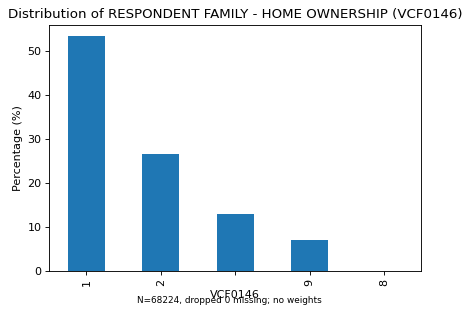 Distribution of RESPONDENT FAMILY - HOME OWNERSHIP (VCF0146)
Percentage (%)
50
40
30
20
10
0
1
2
9
8
VCF0146
N=68224, dropped 0 missing; no weights